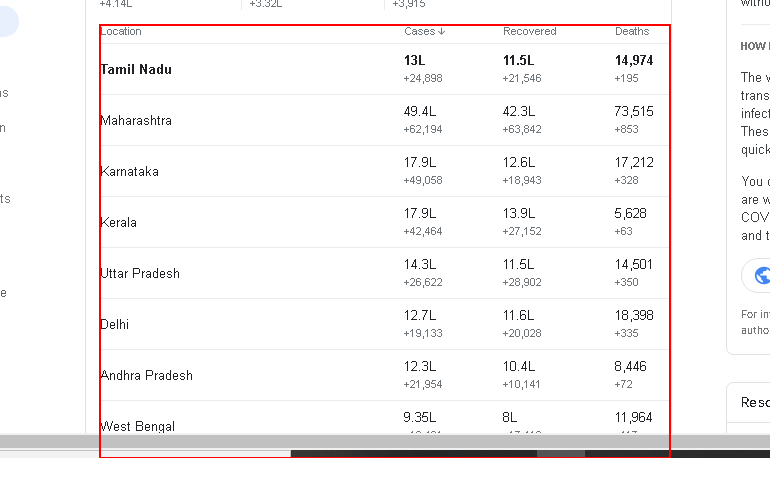 +4.14L +3.32L +3,915
Location Cases↓ Recovered Deaths
Tamil Nadu 13L 11.5L 14,974
+24,898 +21,546 +195
Maharashtra 49.4L 42.3L 73,515
+62,194 +63,842 +853
Karnataka 17.9L 12.6L 17,212
+49,058 +18,943 +328
Kerala 17.9L 13.9L 5,628
+42,464 +27,152 +63
Uttar Pradesh 14.3L 11.5L 14,501
+26,622 +28,902 +350
Delhi 12.7L 11.6L 18,398
+19,133 +20,028 +335
Andhra Pradesh 12.3L 10.4L 8,446
+21,954 +10,141 +72
West Bengal 9.35L 8L 11,964
HOW
The v
trans
infect
Thes
quick
You c
are w
COV
and t
For in
autho
Reso